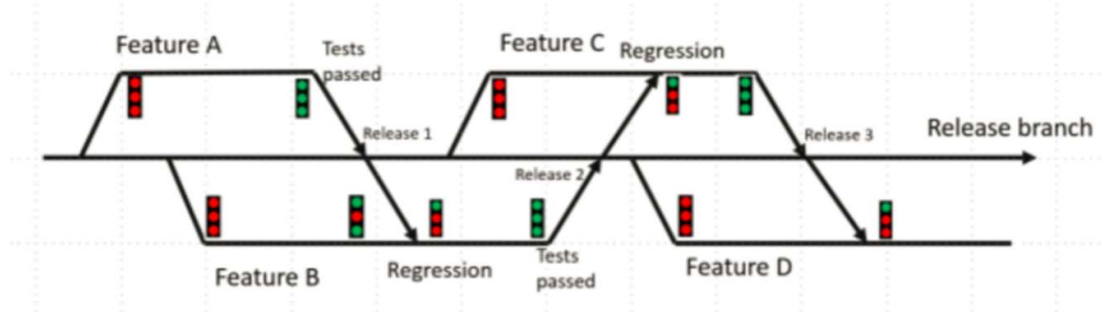 Feature A
Tests
passed
Feature C
Regression
Release 1
Release 3
Release branch
Release 2
Feature B
Regression
Tests
passed
Feature D